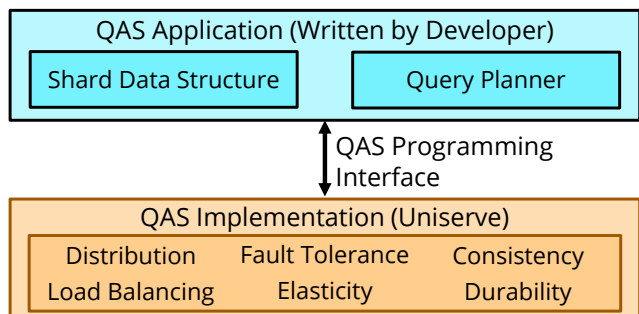 QAS Application (Written by Developer)
Shard Data Structure
Query Planner
QAS Programming
Interface
QAS Implementation (Uniserve)
Distribution Fault Tolerance Consistency
Load Balancing Elasticity Durability